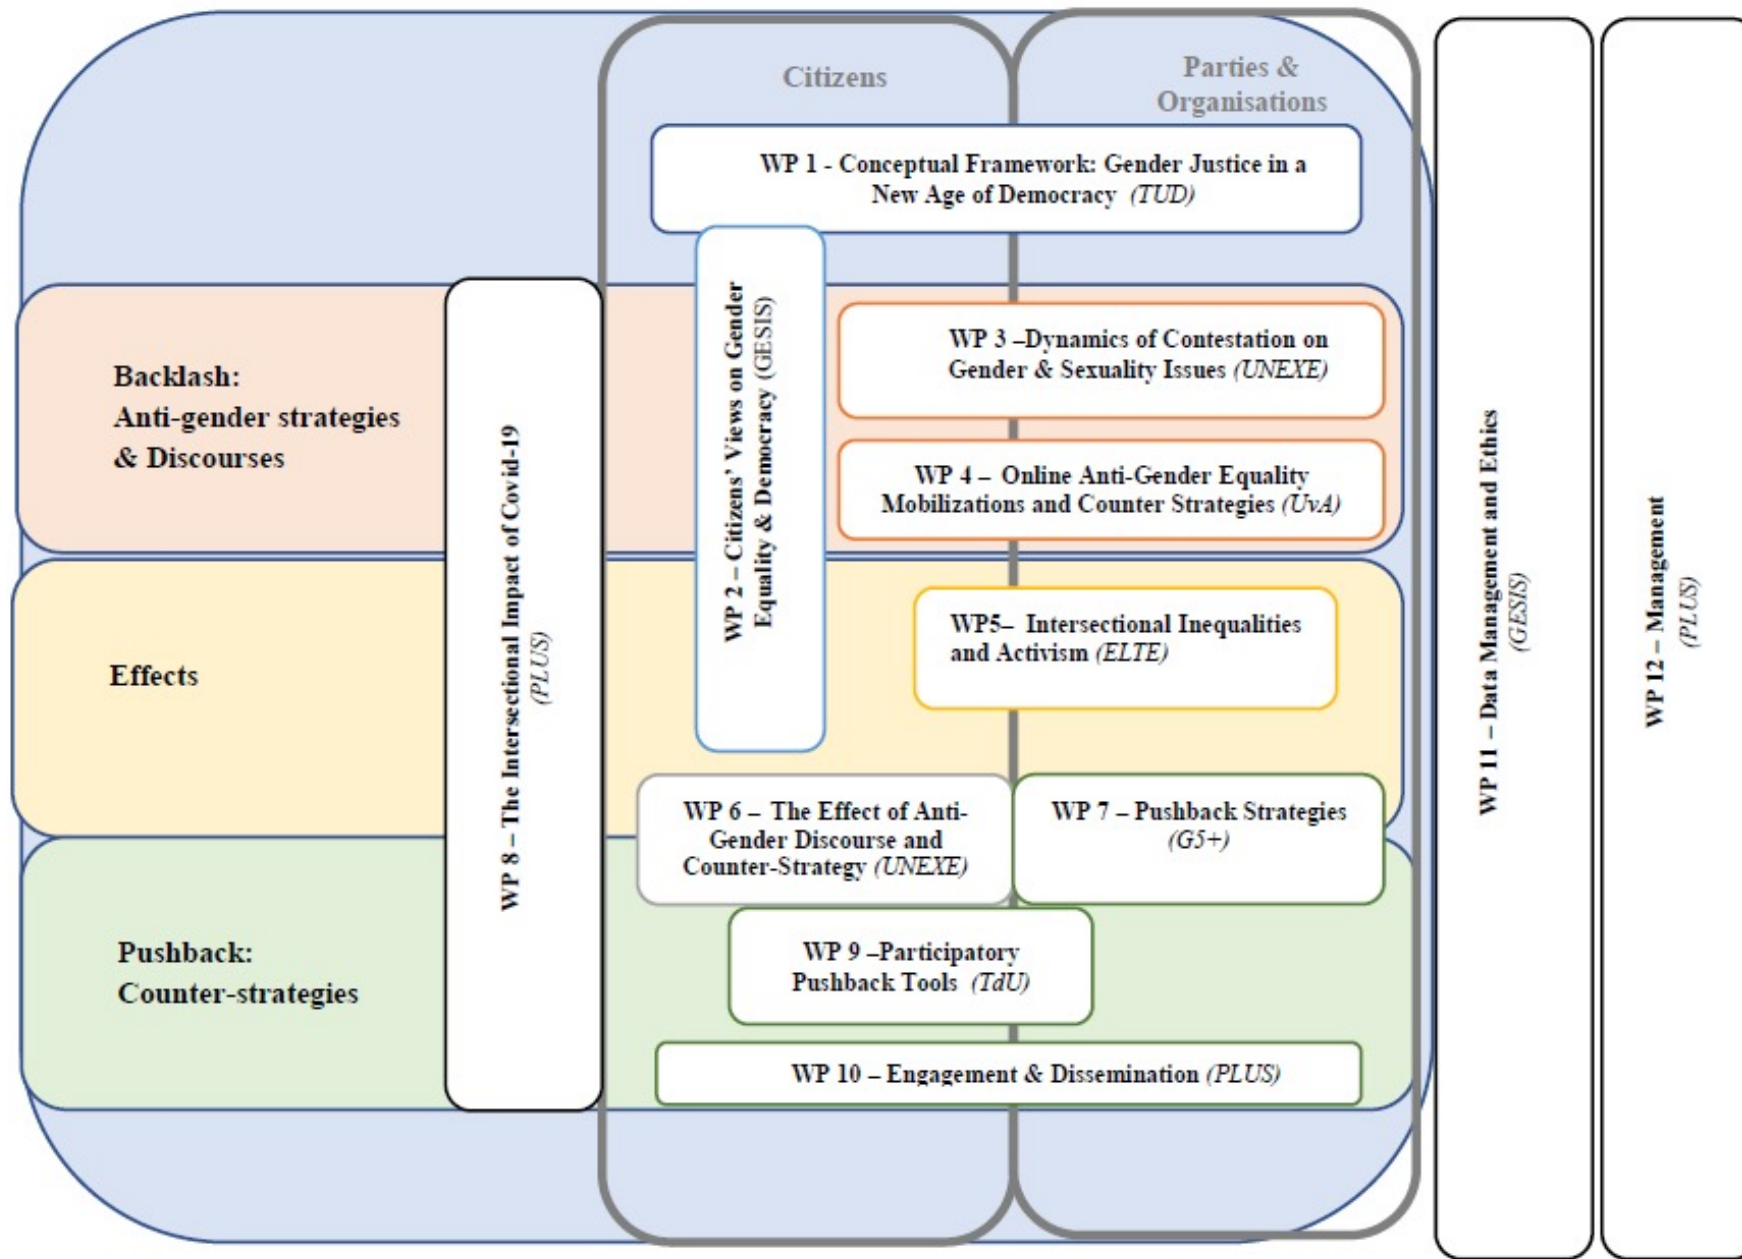 Citizens
Parties &
Organisations
WP 1 - Conceptual Framework: Gender Justice in a
New Age of Democracy (TUD)
Backlash:
Anti-gender strategies
& Discourses
WP 8 – The Intersectional Impact of Covid-19
(PLUS)
WP 2 – Citizens’ Views on Gender
Equality & Democracy (GESIS)
WP 3 –Dynamics of Contestation on
Gender & Sexuality Issues (UNEXE)
WP 4 – Online Anti-Gender Equality
Mobilizations and Counter Strategies (UvA)
Effects
WP5– Intersectional Inequalities
and Activism (ELTE)
WP 6 – The Effect of Anti-
Gender Discourse and
Counter-Strategy (UNEXE)
WP 7 – Pushback Strategies
(G5+)
Pushback:
Counter-strategies
WP 9 –Participatory
Pushback Tools (TdU)
WP 10 – Engagement & Dissemination (PLUS)
WP 11 – Data Management and Ethics
(GESIS)
WP 12 – Management
(PLUS)